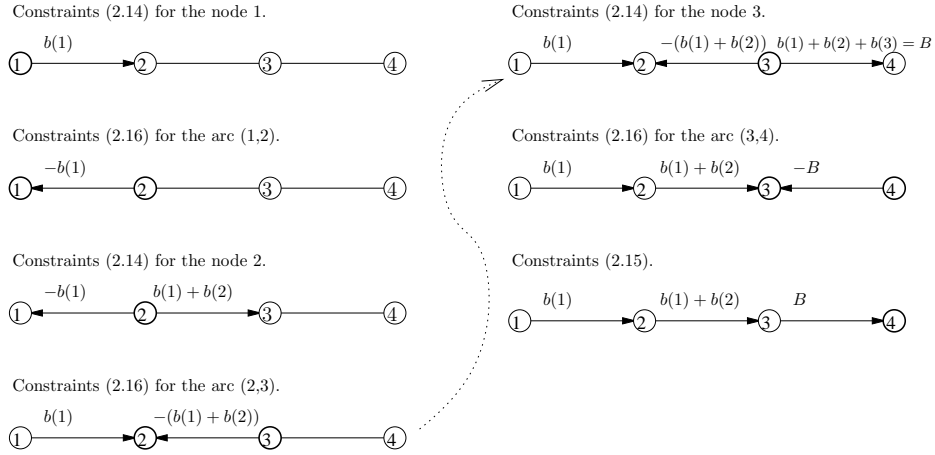 Constraints (2.14) for the node 1.
b(1)
1 2 3 4
Constraints (2.16) for the arc (1,2).
−b(1)
1 2 3 4
Constraints (2.14) for the node 2.
−b(1) b(1) + b(2)
1 2 3 4
Constraints (2.16) for the arc (2,3).
b(1) −(b(1) + b(2))
1 2 3 4
Constraints (2.14) for the node 3.
b(1) −(b(1) + b(2)) b(1) + b(2) + b(3) = B
1 2 3 4
Constraints (2.16) for the arc (3,4).
b(1) b(1) + b(2) −B
1 2 3 4
Constraints (2.15).
b(1) b(1) + b(2) B
1 2 3 4